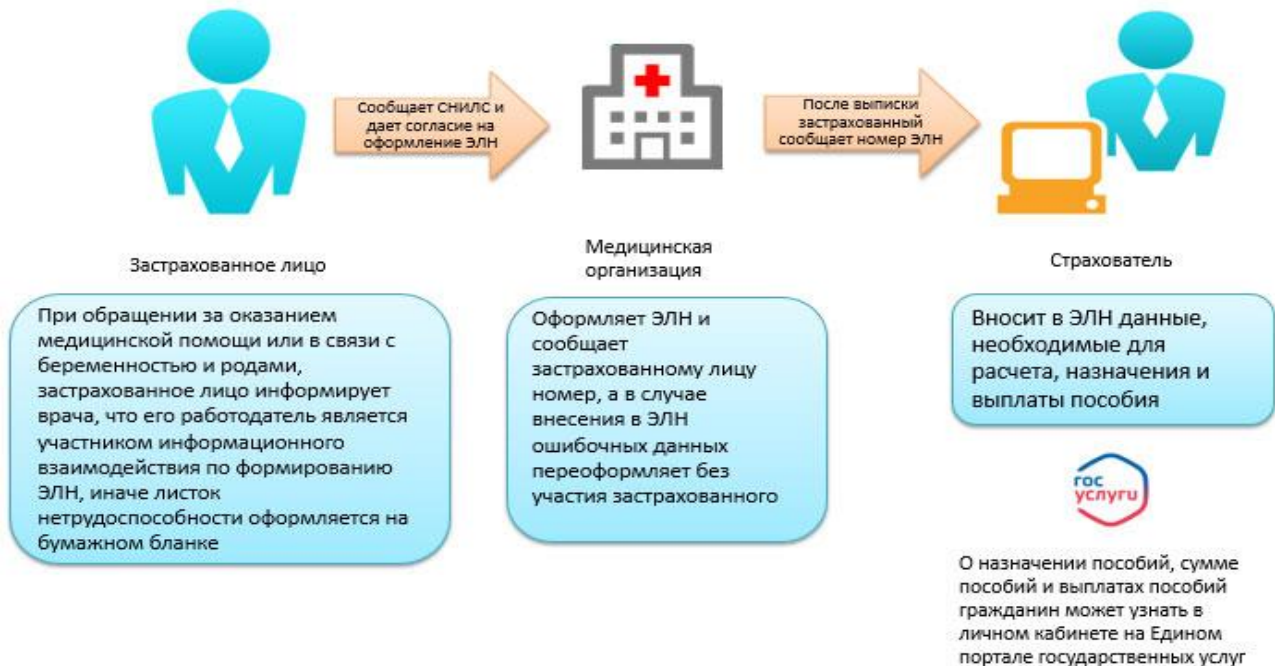 Сообщает СНИЛС и
дает согласие на
оформление ЭЛН
После выписки
застрахованный
сообщает номер ЭЛН
Застрахованное лицо
Медицинская
организация
Страхователь
При обращении за оказанием
медицинской помощи или в связи с
беременностью и родами,
застрахованное лицо информирует
врача, что его работодатель является
участником информационного
взаимодействия по формированию
ЭЛН, иначе листок
нетрудоспособности оформляется на
бумажном бланке
Оформляет ЭЛН и
сообщает
застрахованному лицу
номер, а в случае
внесения в ЭЛН
ошибочных данных
переоформляет без
участия застрахованного
Вносит в ЭЛН данные,
необходимые для
расчета, назначения и
выплаты пособия
гос
услуги
О назначении пособий, сумме
пособий и выплатах пособий
гражданин может узнать в
личном кабинете на Едином
портале государственных услуг